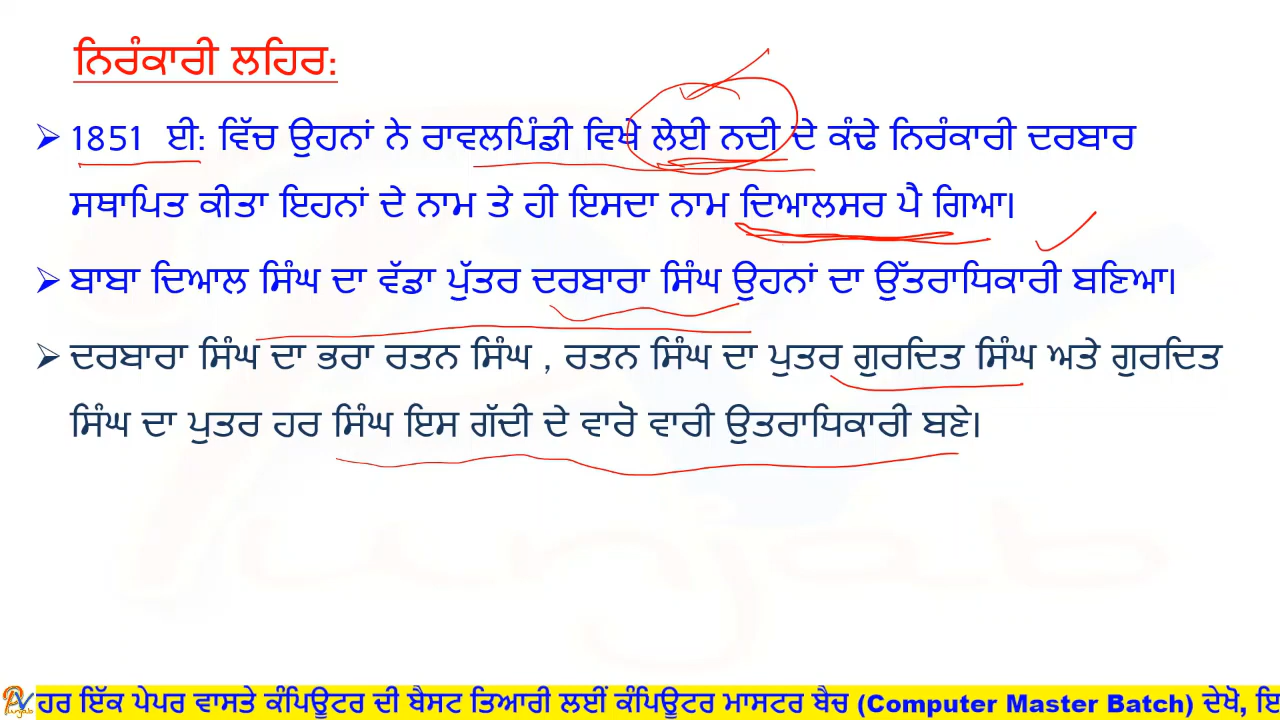 ਨਿਰੰਕਾਰੀ ਲਹਿਰ:
➢ 1851 ਈ: ਵਿੱਚ ਉਹਨਾਂ ਨੇ ਰਾਵਲਪਿੰਡੀ ਵਿਖੇ ਲੇਈ ਨਦੀ ਦੇ ਕੰਢੇ ਨਿਰੰਕਾਰੀ ਦਰਬਾਰ
ਸਥਾਪਿਤ ਕੀਤਾ ਇਹਨਾਂ ਦੇ ਨਾਮ ਤੇ ਹੀ ਇਸਦਾ ਨਾਮ ਦਿਆਲਸਰ ਪੈ ਗਿਆ।
➢ ਬਾਬਾ ਦਿਆਲ ਸਿੰਘ ਦਾ ਵੱਡਾ ਪੁੱਤਰ ਦਰਬਾਰਾ ਸਿੰਘ ਉਹਨਾਂ ਦਾ ਉੱਤਰਾਧਿਕਾਰੀ ਬਣਿਆ।
➢ ਦਰਬਾਰਾ ਸਿੰਘ ਦਾ ਭਰਾ ਰਤਨ ਸਿੰਘ , ਰਤਨ ਸਿੰਘ ਦਾ ਪੁਤਰ ਗੁਰਦਿਤ ਸਿੰਘ ਅਤੇ ਗੁਰਦਿਤ
ਸਿੰਘ ਦਾ ਪੁਤਰ ਹਰ ਸਿੰਘ ਇਸ ਗੱਦੀ ਦੇ ਵਾਰੋ ਵਾਰੀ ਉਤਰਾਧਿਕਾਰੀ ਬਣੇ।
Punjab
ਹਰ ਇੱਕ ਪੇਪਰ ਵਾਸਤੇ ਕੰਪਿਊਟਰ ਦੀ ਬੈਸਟ ਤਿਆਰੀ ਲਈਂ ਕੰਪਿਊਟਰ ਮਾਸਟਰ ਬੈਚ (Computer Master Batch) ਦੇਖੋ,